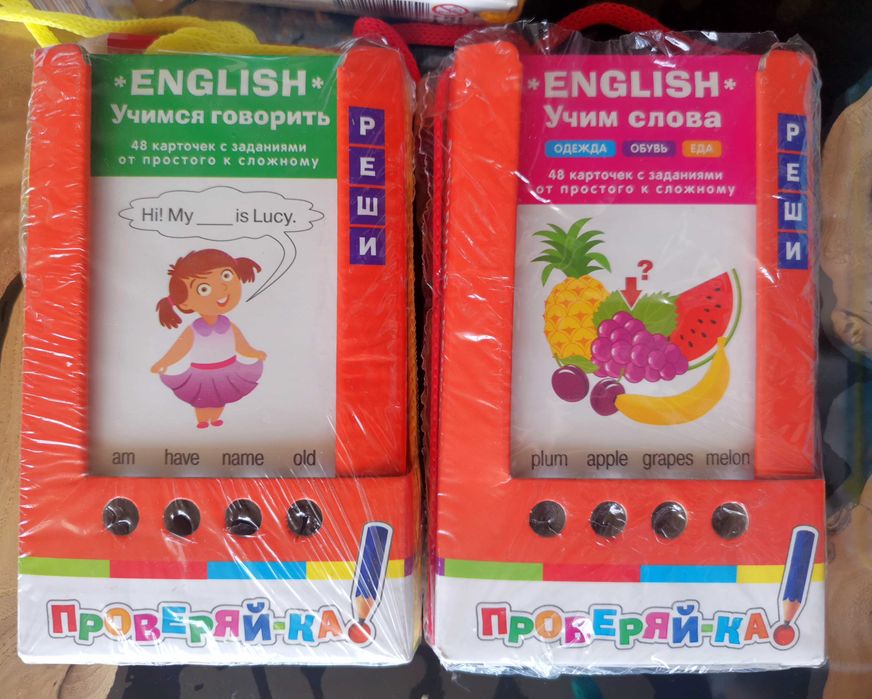 *ENGLISH*
Учимся говорить
48 карточек с заданиями
от простого к сложному
РЕШИ
Hi! My ____ is Lucy.
am have name old
ПРОВЕРЯЙ-КА!
*ENGLISH*
Учим слова
ОДЕЖДА ОБУВЬ ЕДА
48 карточек с заданиями
от простого к сложному
РЕШИ
?
plum apple grapes melon
ПРОВЕРЯЙ-КА!